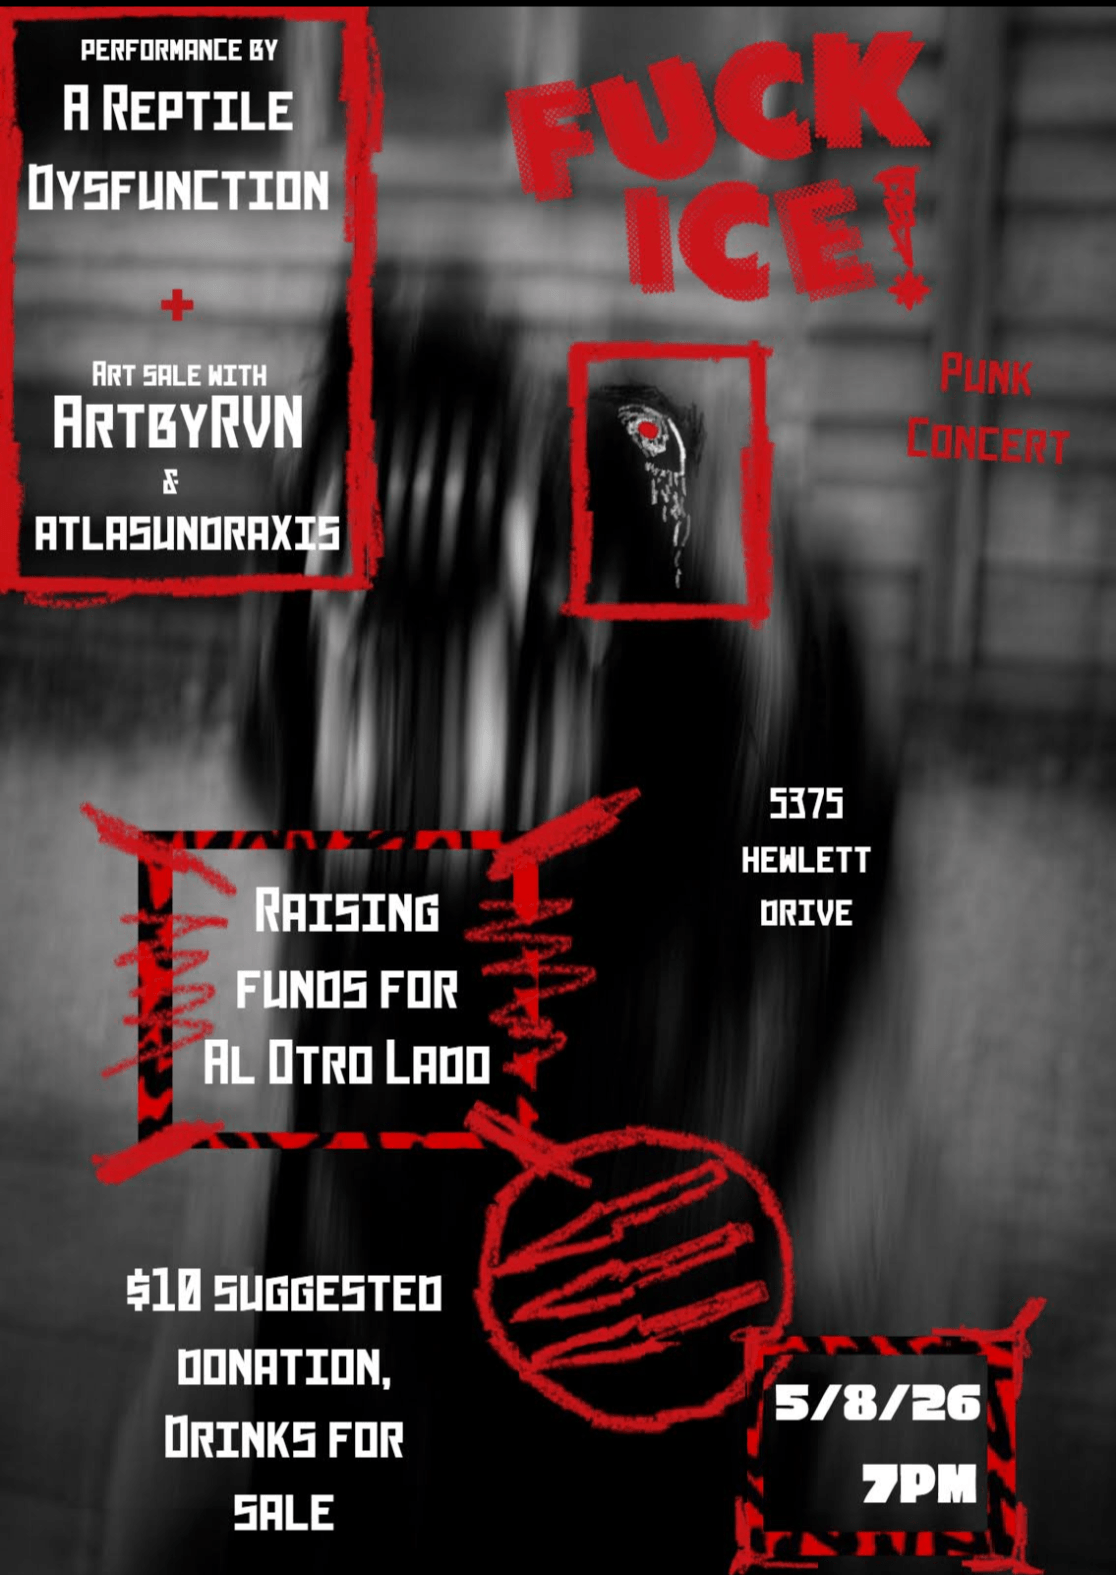 PERFORMANCE BY
A REPTILE
DYSFUNCTION
+
ART SALE WITH
ARTBYRVN
&
ATLASUNDRAXIS
FUCK
ICE!
PUNK
CONCERT
5375
HEWLETT
DRIVE
RAISING
FUNDS FOR
AL OTRO LADO
$10 SUGGESTED
DONATION,
DRINKS FOR
SALE
5/8/26
7PM